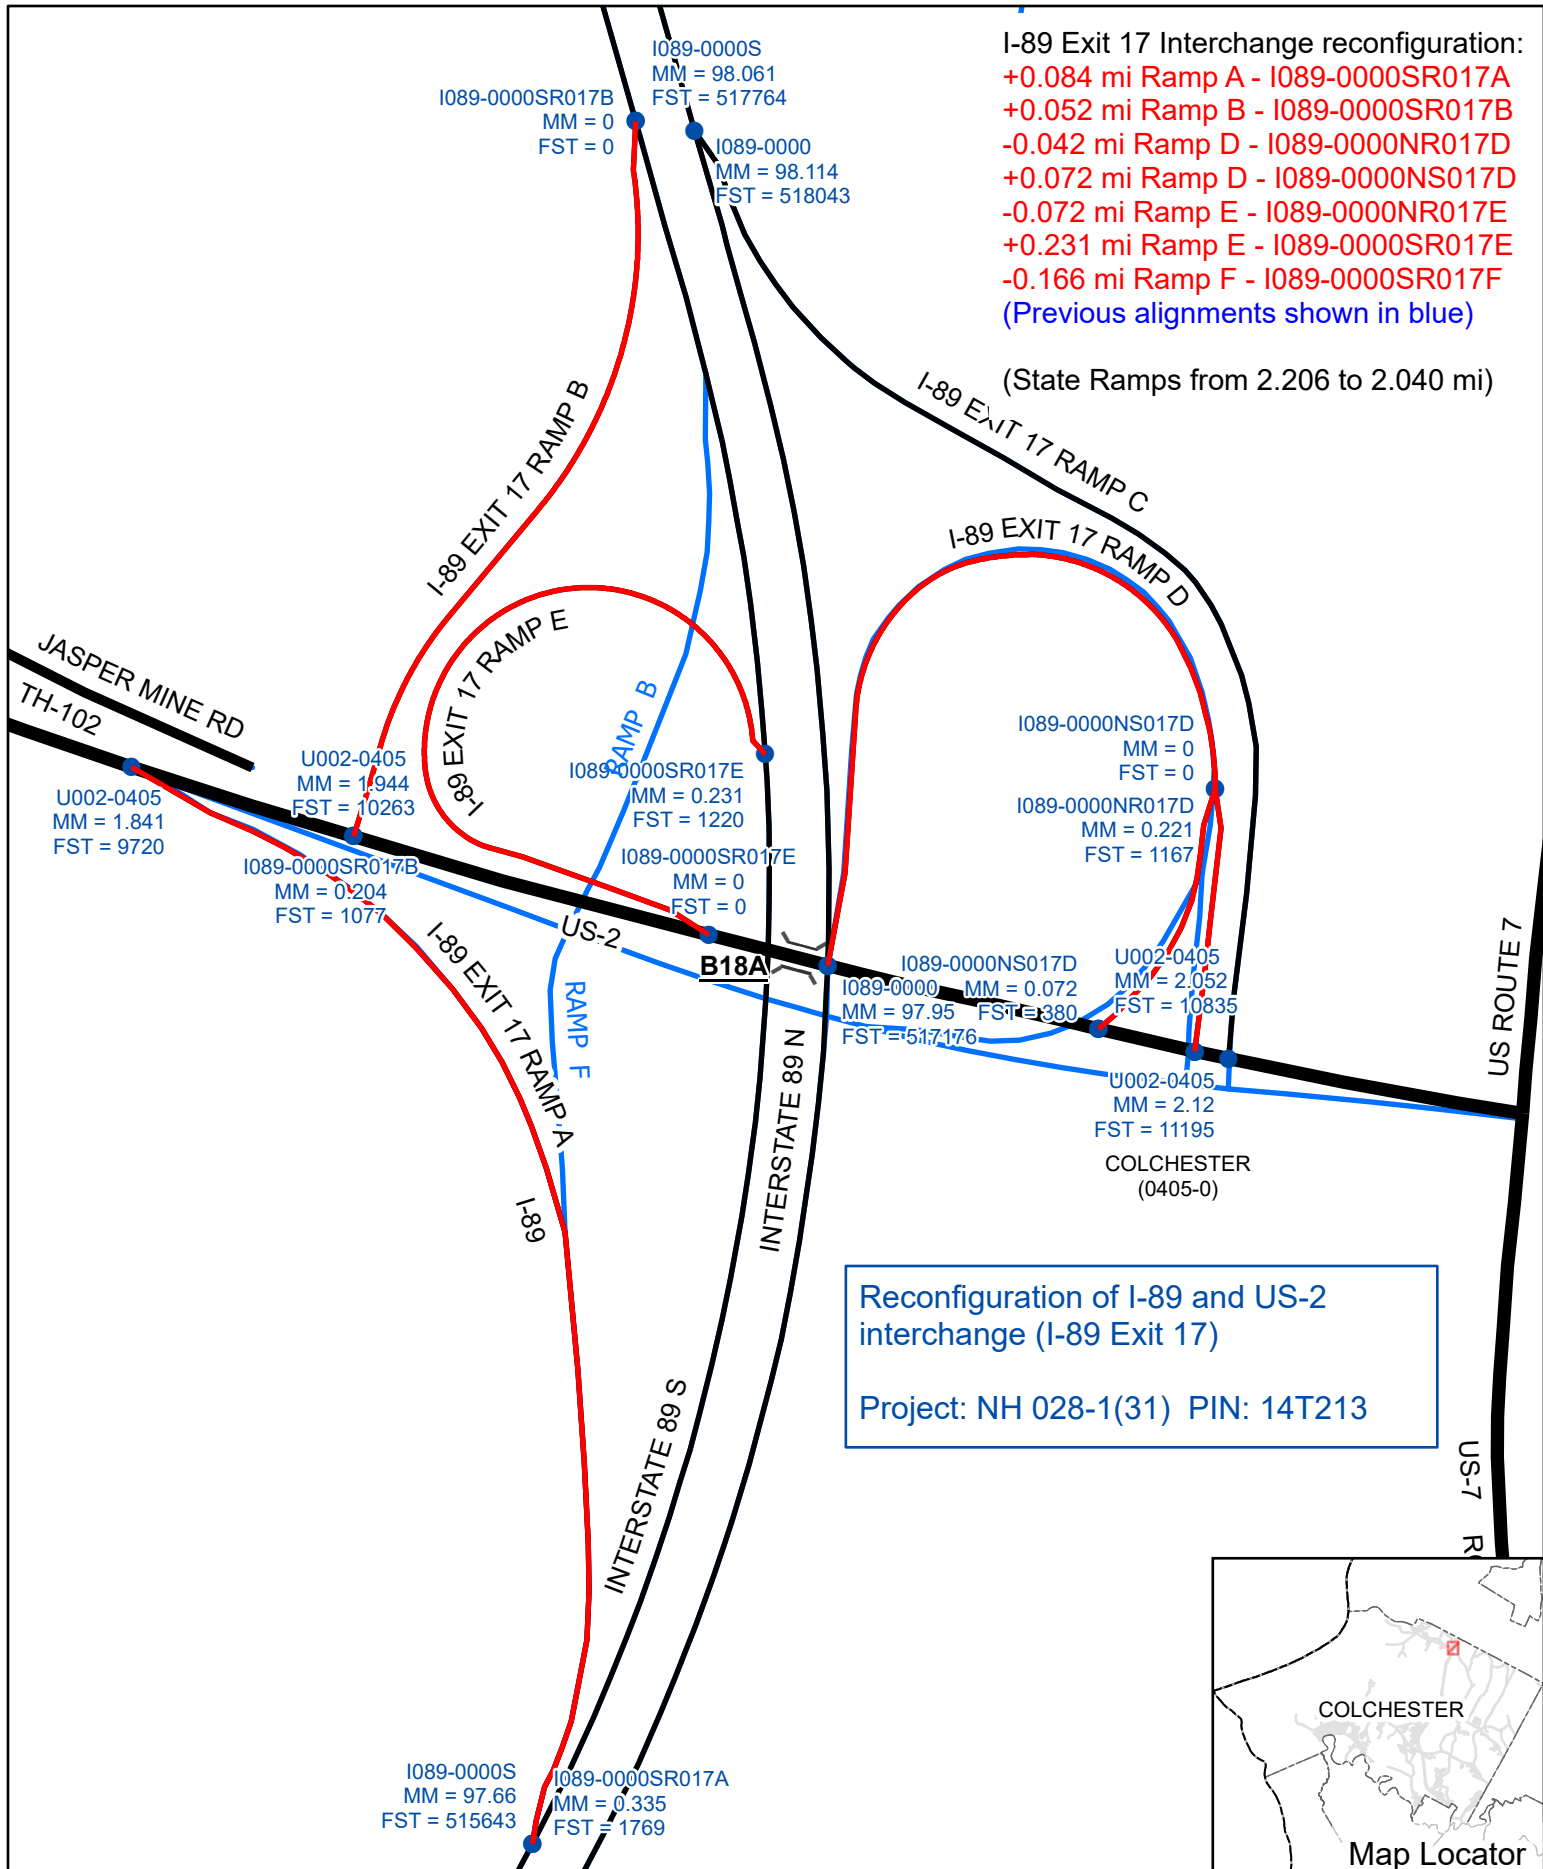 I089-0000S
MM = 98.061
FST = 517764
I089-0000SR017B
MM = 0
FST = 0
I089-0000
MM = 98.114
FST = 518043
I-89 Exit 17 Interchange reconfiguration:
+0.084 mi Ramp A - I089-0000SR017A
+0.052 mi Ramp B - I089-0000SR017B
-0.042 mi Ramp D - I089-0000NR017D
+0.072 mi Ramp D - I089-0000NS017D
-0.072 mi Ramp E - I089-0000NR017E
+0.231 mi Ramp E - I089-0000SR017E
-0.166 mi Ramp F - I089-0000SR017F
(Previous alignments shown in blue)
(State Ramps from 2.206 to 2.040 mi)
I-89 EXIT 17 RAMP B
I-89 EXIT 17 RAMP C
I-89 EXIT 17 RAMP D
I-89 EXIT 17 RAMP E
RAMP B
JASPER MINE RD
TH-102
U002-0405
MM = 1.841
FST = 9720
U002-0405
MM = 1.944
FST = 10263
I089-0000SR017B
MM = 0.204
FST = 1077
I089-0000SR017E
MM = 0.231
FST = 1220
I089-0000SR017E
MM = 0
FST = 0
I089-0000NS017D
MM = 0
FST = 0
I089-0000NR017D
MM = 0.221
FST = 1167
US-2
B18A
I089-0000NS017D
MM = 0.072
FST = 380
I089-0000
MM = 97.95
FST = 517176
U002-0405
MM = 2.052
FST = 10835
U002-0405
MM = 2.12
FST = 11195
COLCHESTER
(0405-0)
US ROUTE 7
RAMP F
I-89 EXIT 17 RAMP A
I-89
INTERSTATE 89 N
INTERSTATE 89 S
Reconfiguration of I-89 and US-2
interchange (I-89 Exit 17)
Project: NH 028-1(31) PIN: 14T213
US-7
I089-0000S
MM = 97.66
FST = 515643
I089-0000SR017A
MM = 0.335
FST = 1769
COLCHESTER
Map Locator